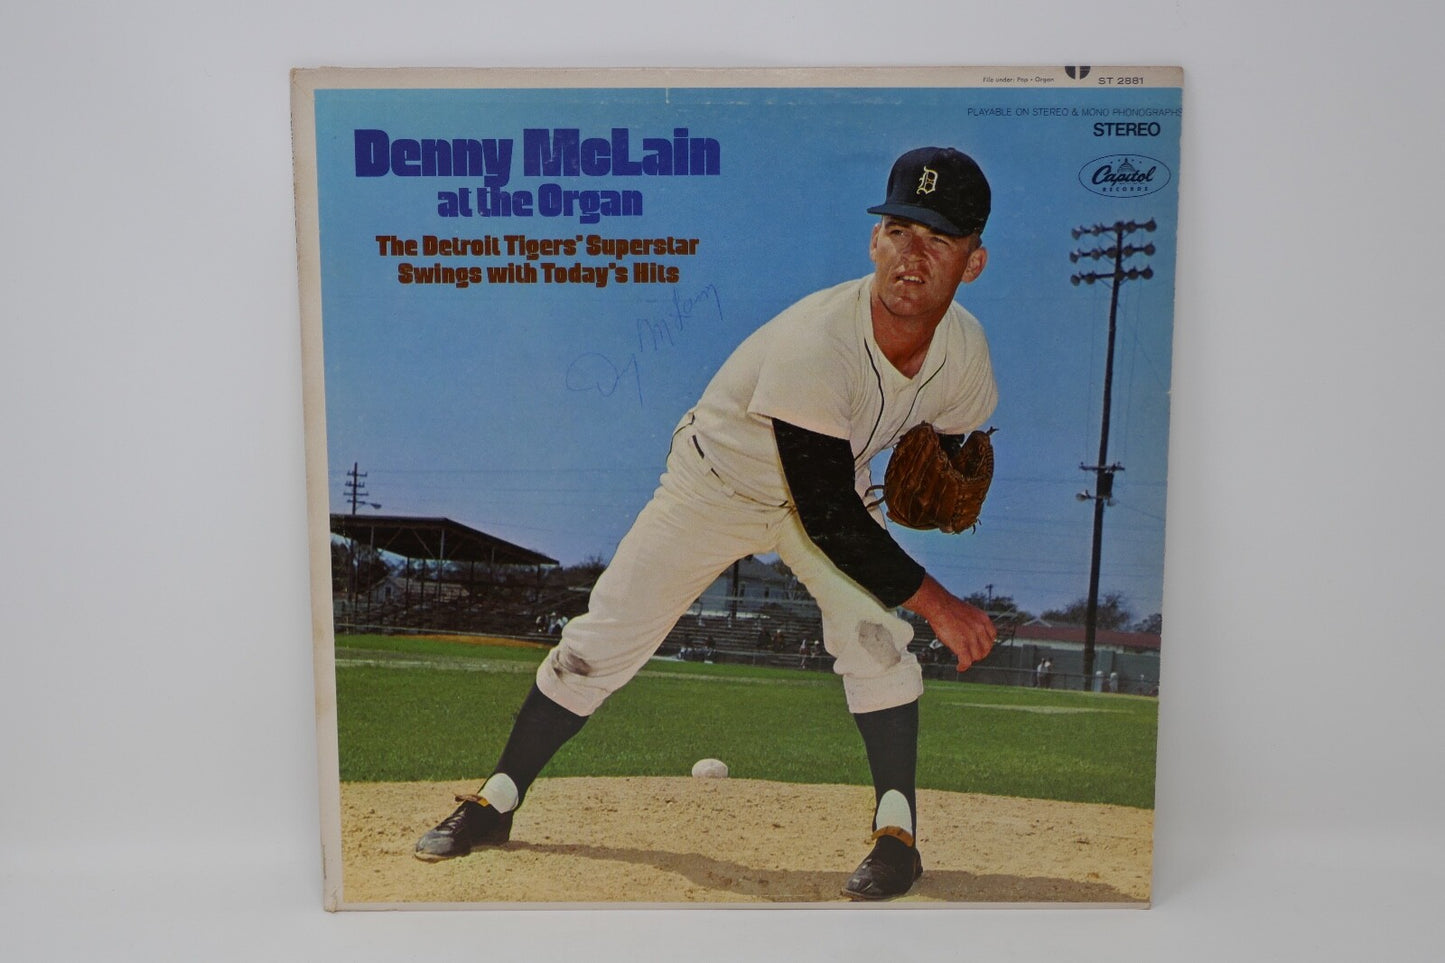 File under: Pop • Organ
ST 2881
PLAYABLE ON STEREO & MONO PHONOGRAPHS
STEREO
Capitol
RECORDS
Denny McLain
at the Organ
The Detroit Tigers' Superstar
Swings with Today's Hits
D